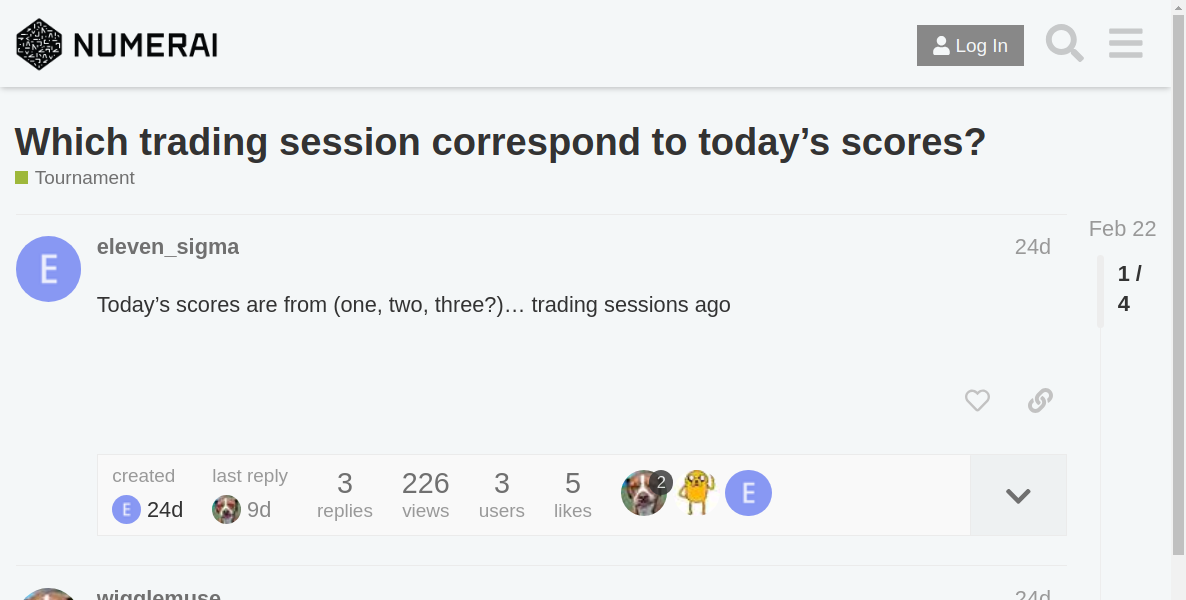 NUMERAI
Log In
Which trading session correspond to today’s scores?
Tournament
Feb 22
eleven_sigma 24d
1 /
4
Today’s scores are from (one, two, three?)… trading sessions ago
created last reply 3 226 3 5 2
E 24d 9d replies views users likes E
wigglemuse 24d